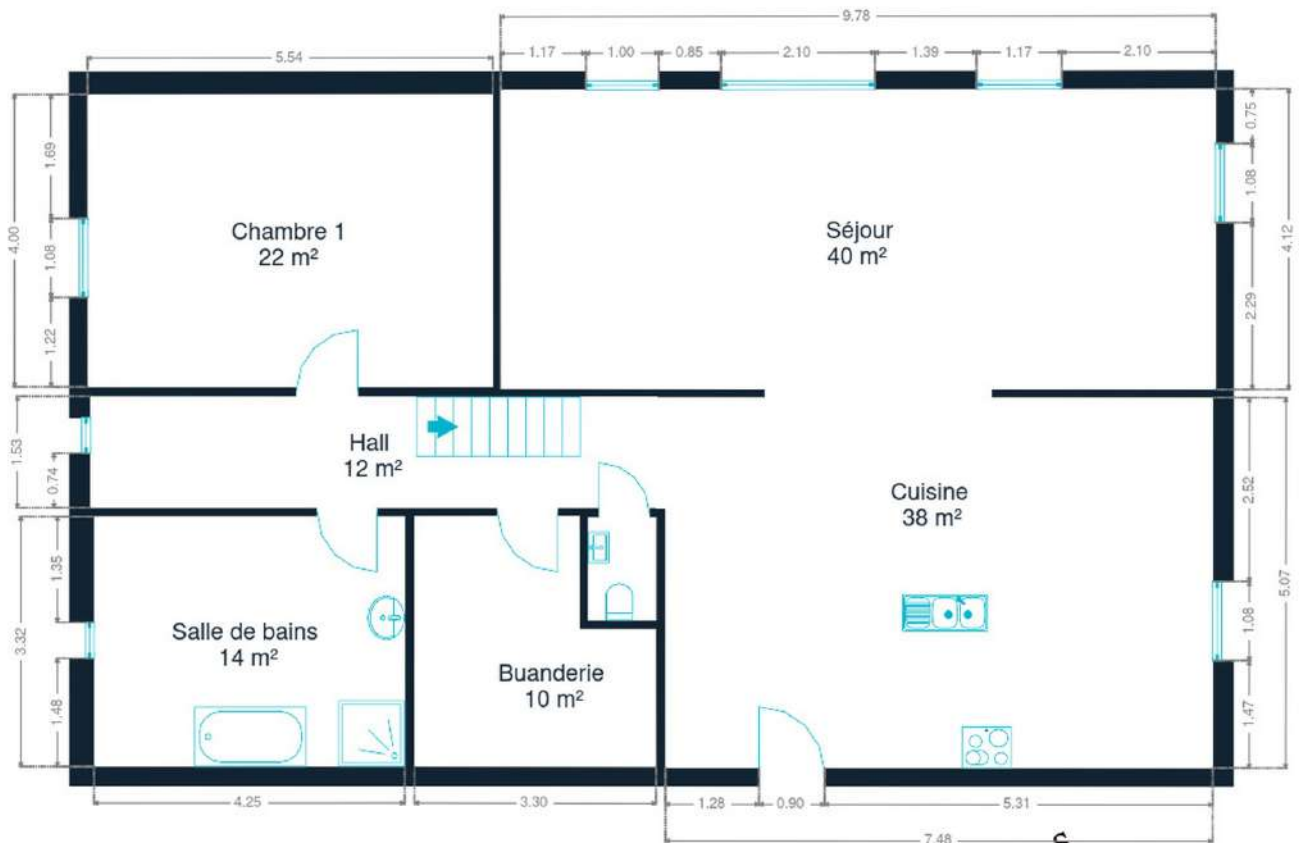 9.78
5.54
1.17 1.00 0.85 2.10 1.39 1.17 2.10
0.75
1.69
1.08
4.12
Chambre 1
22 m²
Séjour
40 m²
4.00
1.08
2.29
1.22
1.53
Hall
12 m²
0.74
2.52
Cuisine
38 m²
1.35
5.07
3.32
Salle de bains
14 m²
1.08
Buanderie
10 m²
1.48
1.47
4.25 3.30 1.28 0.90 5.31
7.48